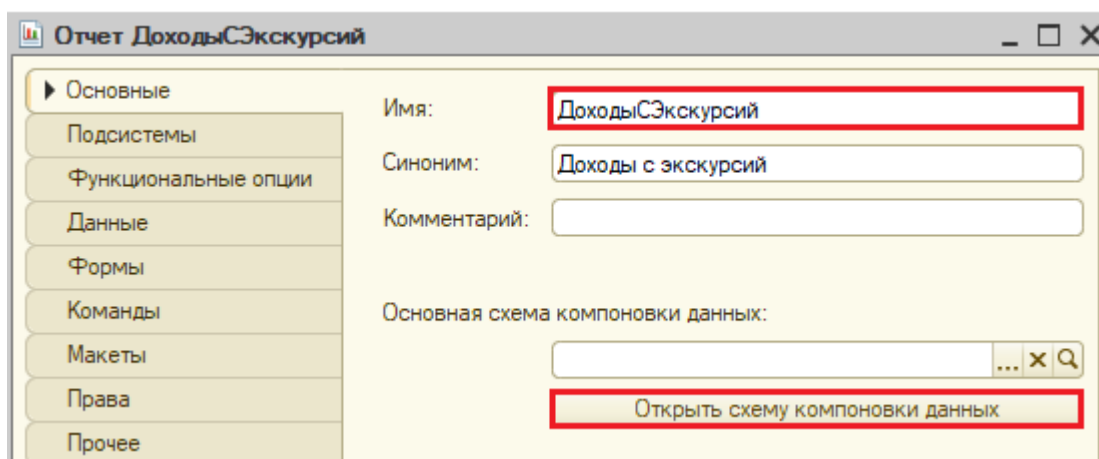 Отчет ДоходыСЭкскурсий
Основные
Подсистемы
Функциональные опции
Данные
Формы
Команды
Макеты
Права
Прочее
Имя: ДоходыСЭкскурсий
Синоним: Доходы с экскурсий
Комментарий:
Основная схема компоновки данных:
...
Открыть схему компоновки данных